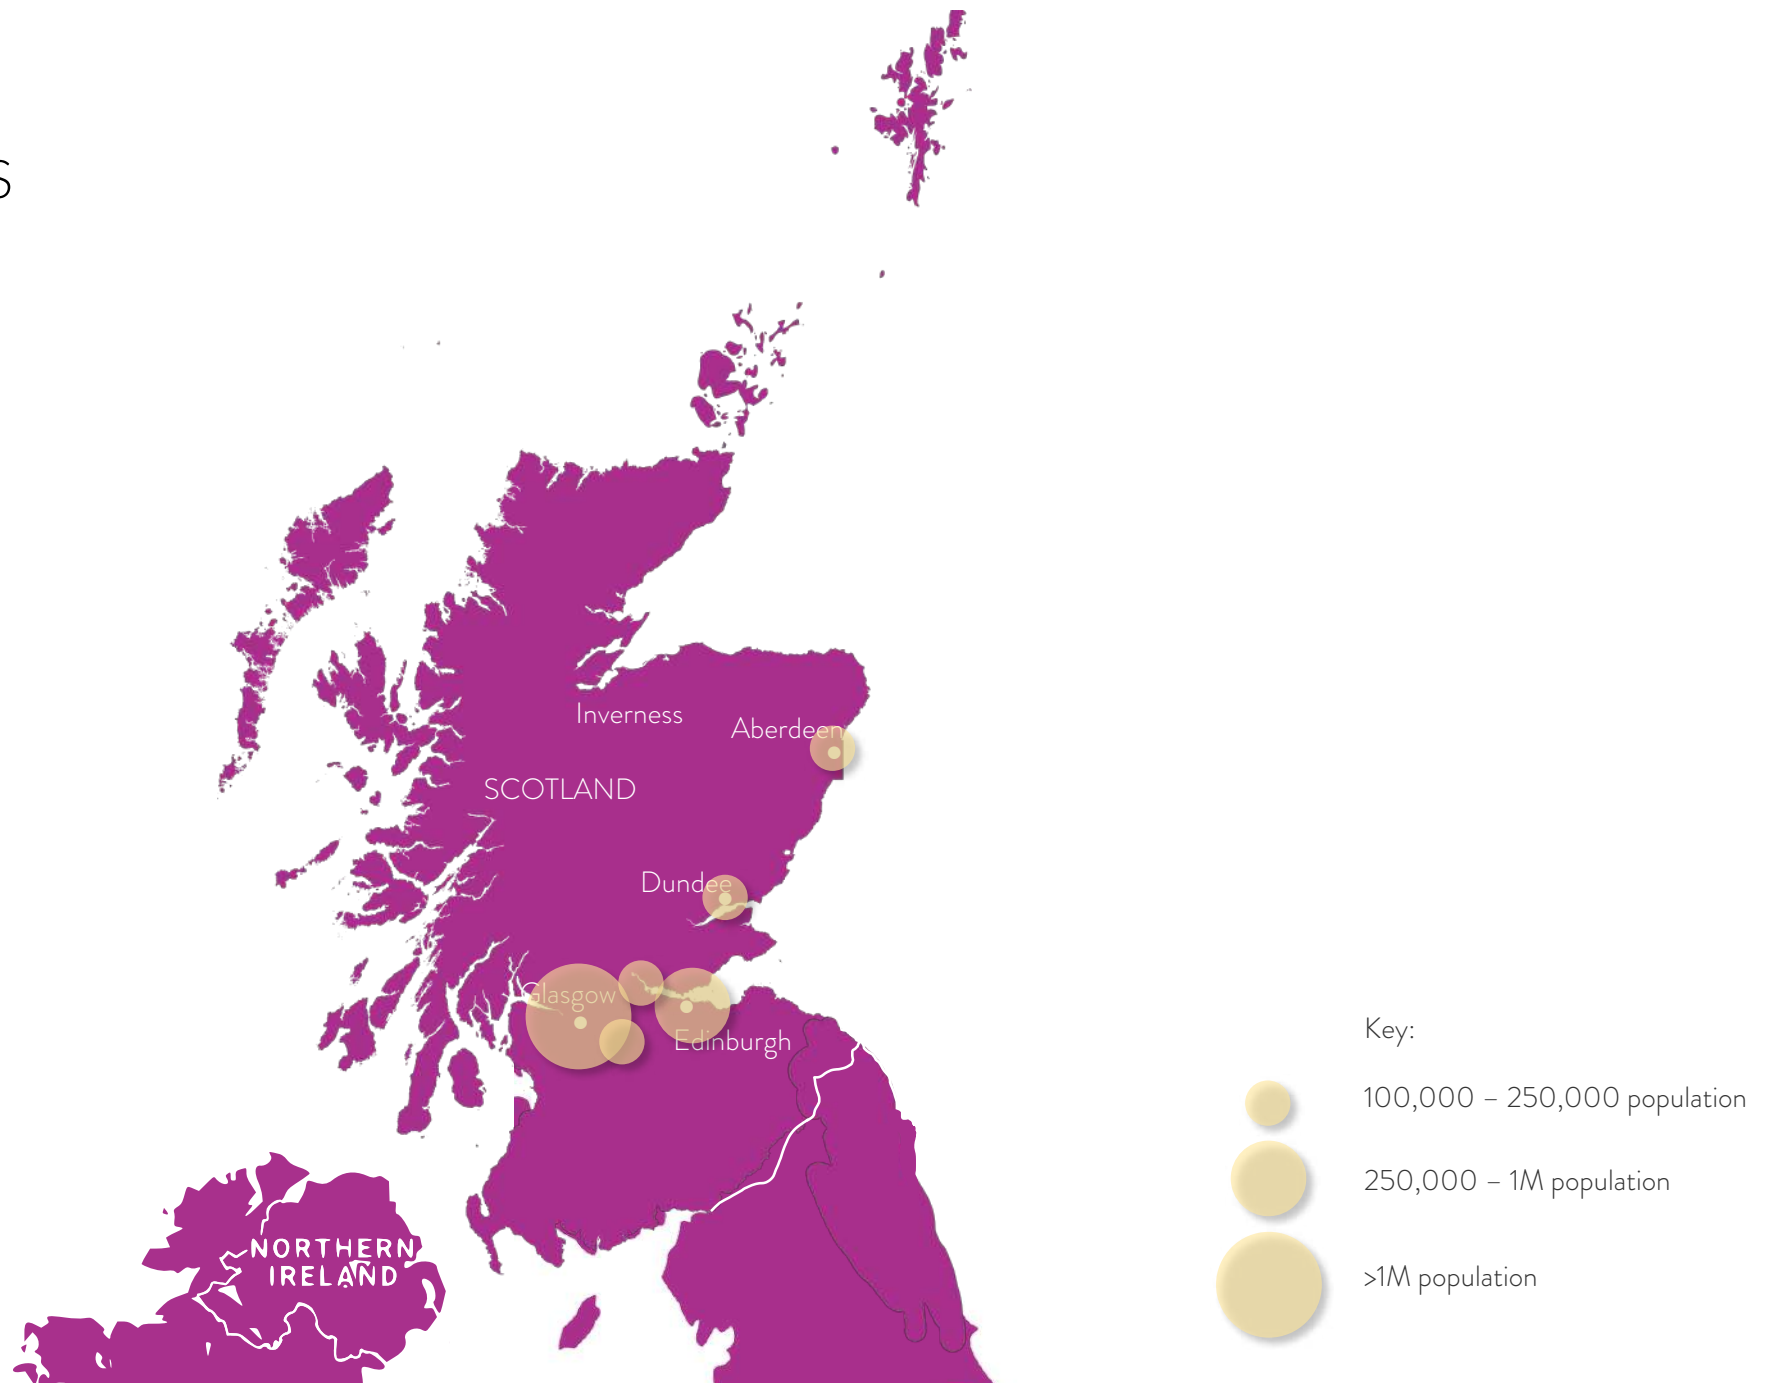 S
Inverness
Aberdeen
SCOTLAND
Dundee
Glasgow
Edinburgh
Key:
100,000 – 250,000 population
250,000 – 1M population
>1M population
NORTHERN
IRELAND